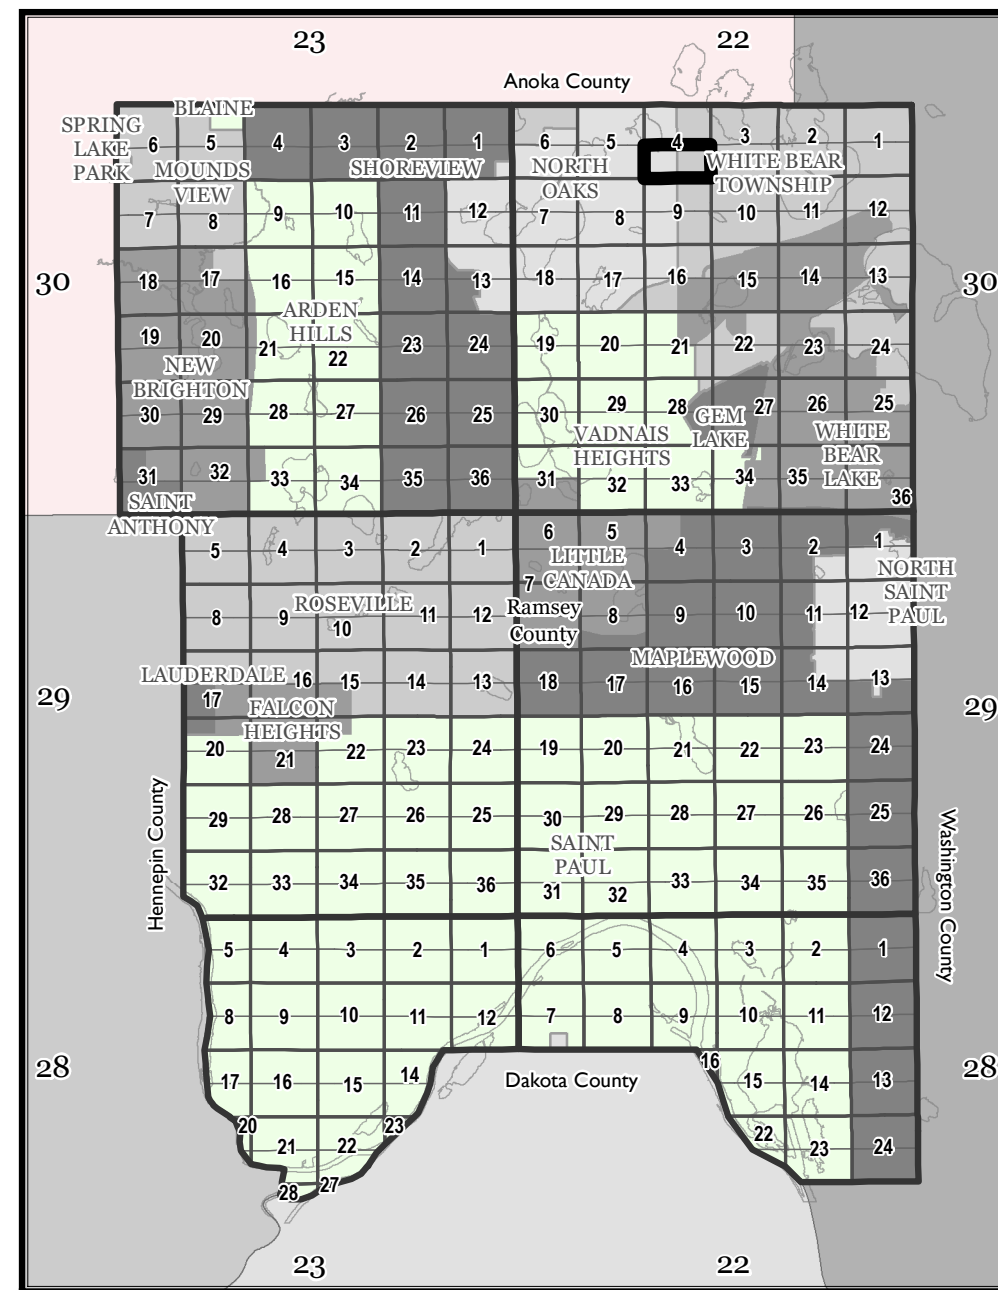 23 22
Anoka County
BLAINE
SPRING
LAKE
PARK
6 5 4 3 2 1 6 5 4 3 2 1
MOUNDS
VIEW
SHOREVIEW
NORTH
OAKS
WHITE BEAR
TOWNSHIP
7 8 9 10 11 12 7 8 9 10 11 12
30 18 17 16 15 14 13 18 17 16 15 14 13 30
ARDEN
HILLS
19 20 21 22 23 24 19 20 21 22 23 24
NEW
BRIGHTON
30 29 28 27 26 25 30 29 28 27 26 25
GEM
LAKE
VADNAIS
HEIGHTS
WHITE
BEAR
LAKE
31 32 33 34 35 36 31 32 33 34 35 36
SAINT
ANTHONY
5 4 3 2 1 6 5 4 3 2 1
LITTLE
CANADA
NORTH
SAINT
PAUL
8 9 10 11 12 7 8 9 10 11 12
ROSEVILLE
Ramsey
County
MAPLEWOOD
LAUDERDALE
29 17 16 15 14 13 18 17 16 15 14 13 29
FALCON
HEIGHTS
20 21 22 23 24 19 20 21 22 23 24
29 28 27 26 25 30 29 28 27 26 25
SAINT
PAUL
Hennepin County
Washington County
32 33 34 35 36 31 32 33 34 35 36
5 4 3 2 1 6 5 4 3 2 1
8 9 10 11 12 7 8 9 10 11 12
28 17 16 15 14 16 15 14 13 28
Dakota County
20 21 22 23 22 23 24
28 27
23 22